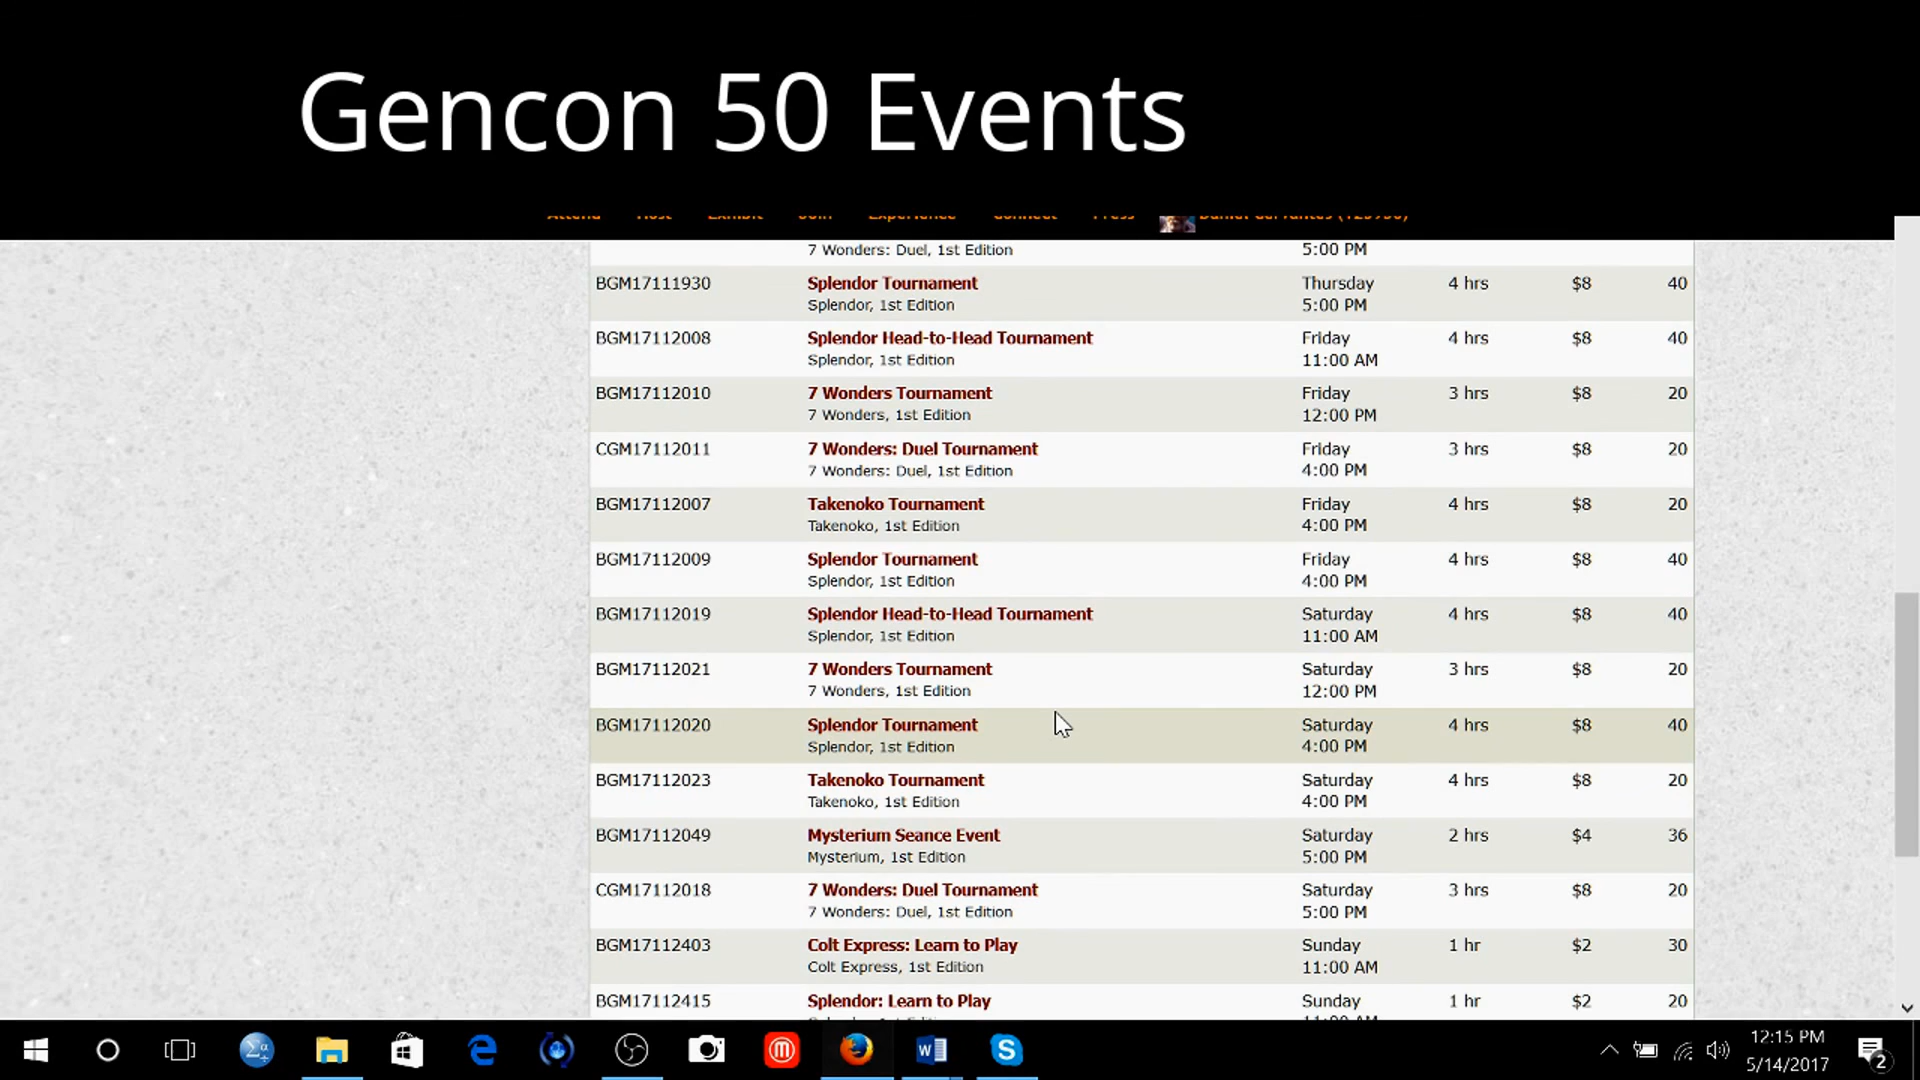 Gencon 50 Events
Attend Host Exhibit Join Experience Connect Press
7 Wonders: Duel, 1st Edition 5:00 PM
BGM17111930 Splendor Tournament Thursday 4 hrs $8 40
Splendor, 1st Edition 5:00 PM
BGM17112008 Splendor Head-to-Head Tournament Friday 4 hrs $8 40
Splendor, 1st Edition 11:00 AM
BGM17112010 7 Wonders Tournament Friday 3 hrs $8 20
7 Wonders, 1st Edition 12:00 PM
CGM17112011 7 Wonders: Duel Tournament Friday 3 hrs $8 20
7 Wonders: Duel, 1st Edition 4:00 PM
BGM17112007 Takenoko Tournament Friday 4 hrs $8 20
Takenoko, 1st Edition 4:00 PM
BGM17112009 Splendor Tournament Friday 4 hrs $8 40
Splendor, 1st Edition 4:00 PM
BGM17112019 Splendor Head-to-Head Tournament Saturday 4 hrs $8 40
Splendor, 1st Edition 11:00 AM
BGM17112021 7 Wonders Tournament Saturday 3 hrs $8 20
7 Wonders, 1st Edition 12:00 PM
BGM17112020 Splendor Tournament Saturday 4 hrs $8 40
Splendor, 1st Edition 4:00 PM
BGM17112023 Takenoko Tournament Saturday 4 hrs $8 20
Takenoko, 1st Edition 4:00 PM
BGM17112049 Mysterium Seance Event Saturday 2 hrs $4 36
Mysterium, 1st Edition 5:00 PM
CGM17112018 7 Wonders: Duel Tournament Saturday 3 hrs $8 20
7 Wonders: Duel, 1st Edition 5:00 PM
BGM17112403 Colt Express: Learn to Play Sunday 1 hr $2 30
Colt Express, 1st Edition 11:00 AM
BGM17112415 Splendor: Learn to Play Sunday 1 hr $2 20
12:15 PM
5/14/2017
2